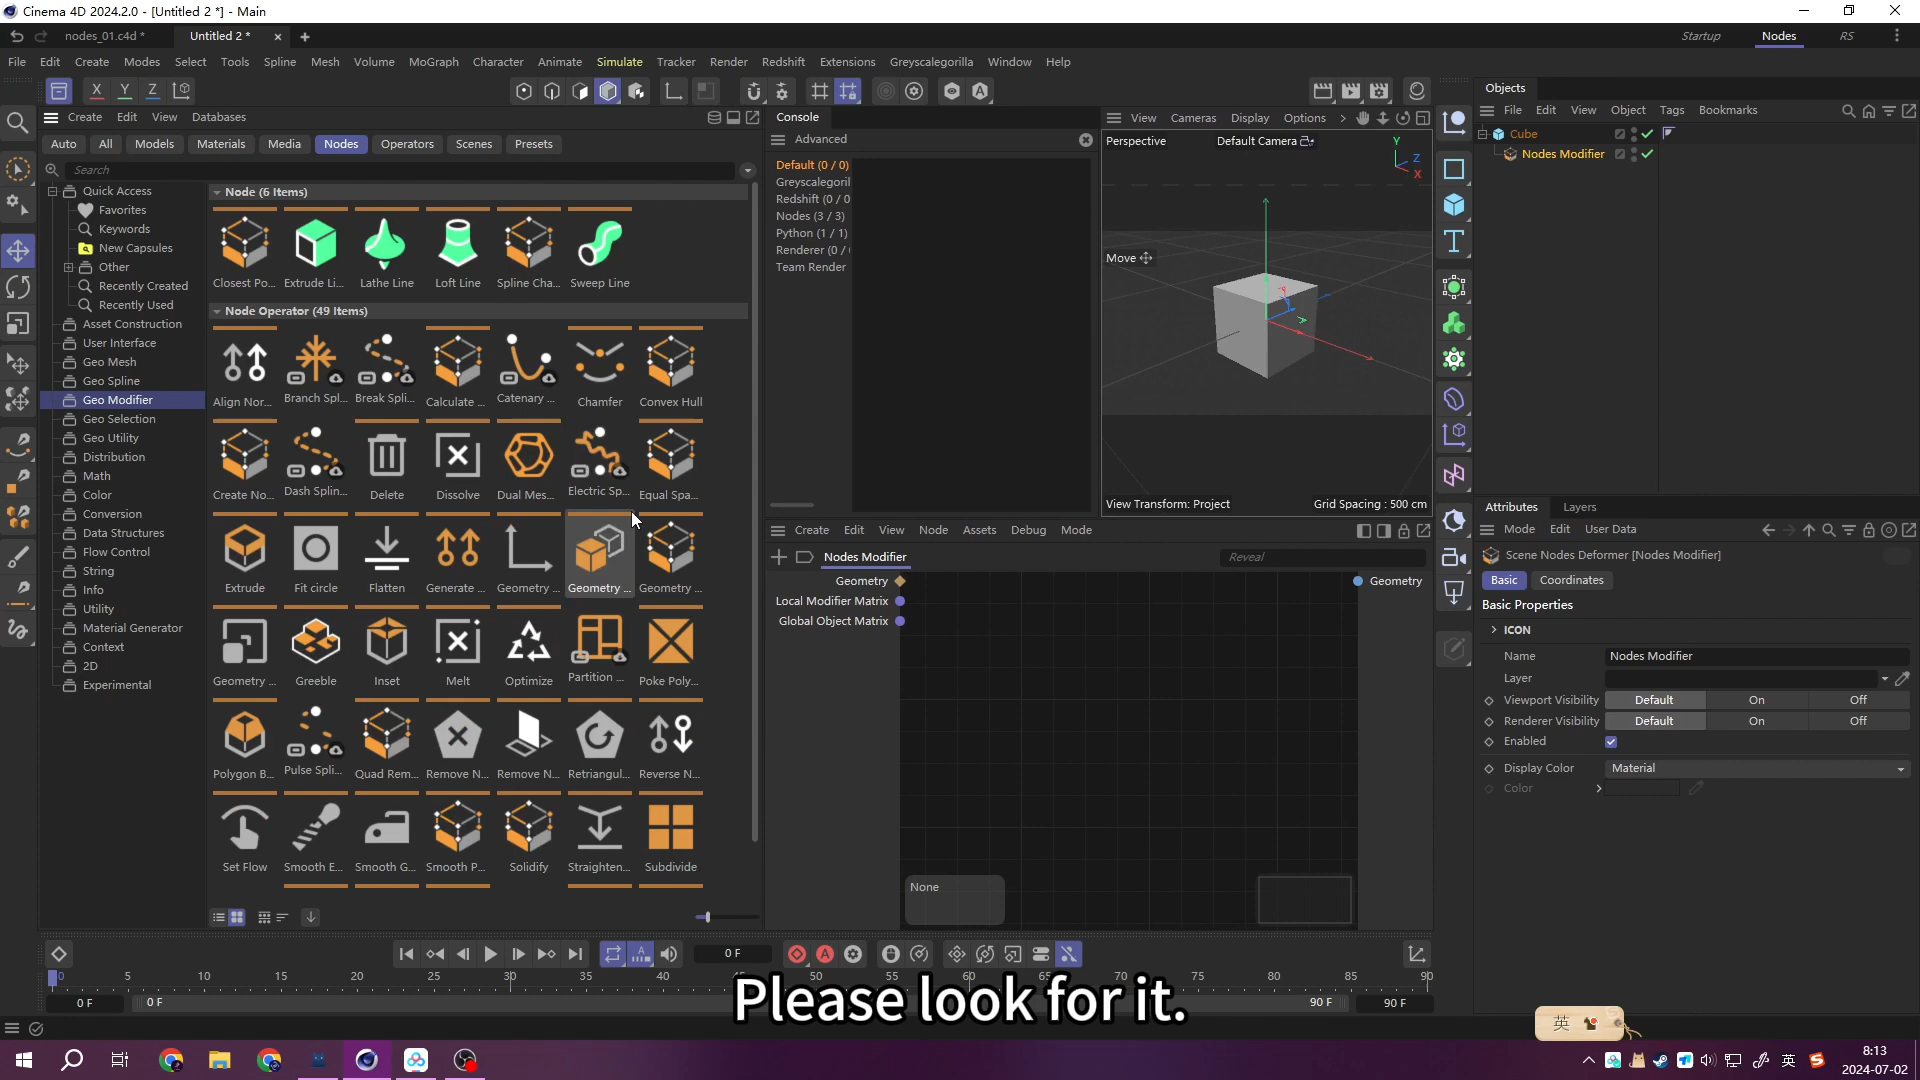 Cinema 4D 2024.2.0 - [Untitled 2 *] - Main
nodes_01.c4d *
Untitled 2 *
Startup
Nodes
RS
File Edit Create Modes Select Tools Spline Mesh Volume MoGraph Character Animate Simulate Tracker Render Redshift Extensions Greyscalegorilla Window Help
X Y Z
Create Edit View Databases
Auto All Models Materials Media Nodes Operators Scenes Presets
Search
Quick Access
Favorites
Keywords
New Capsules
Other
Recently Created
Recently Used
Asset Construction
User Interface
Geo Mesh
Geo Spline
Geo Modifier
Geo Selection
Geo Utility
Distribution
Math
Color
Conversion
Data Structures
Flow Control
String
Info
Utility
Material Generator
Context
2D
Experimental
Node (6 Items)
Closest Po... Extrude Li... Lathe Line Loft Line Spline Cha... Sweep Line
Node Operator (49 Items)
Align Nor... Branch Spl... Break Spli... Calculate ... Catenary ... Chamfer Convex Hull
Create No... Dash Splin... Delete Dissolve Dual Mes... Electric Sp... Equal Spa...
Extrude Fit circle Flatten Generate ... Geometry ... Geometry ... Geometry ...
Geometry ... Greeble Inset Melt Optimize Partition ... Poke Poly...
Polygon B... Pulse Spli... Quad Rem... Remove N... Remove N... Retriangul... Reverse N...
Set Flow Smooth E... Smooth G... Smooth P... Solidify Straighten... Subdivide
Console
Advanced
Default (0 / 0)
Greyscalegoril
Redshift (0 / 0
Nodes (3 / 3)
Python (1 / 1)
Renderer (0 /
Team Render
View Cameras Display Options
Perspective
Default Camera
Y
Z
X
Move
View Transform: Project
Grid Spacing : 500 cm
Create Edit View Node Assets Debug Mode
Nodes Modifier
Reveal
Geometry
Local Modifier Matrix
Global Object Matrix
Geometry
None
Objects
File Edit View Object Tags Bookmarks
Cube
Nodes Modifier
Attributes Layers
Mode Edit User Data
Scene Nodes Deformer [Nodes Modifier]
Basic Coordinates
Basic Properties
ICON
Name Nodes Modifier
Layer
Viewport Visibility Default On Off
Renderer Visibility Default On Off
Enabled
Display Color Material
Color
0 F
0 5 10 15 20 25 30 35 40 45 50 55 60 65 70 75 80 85 90
0 F
0 F
90 F
90 F
Please look for it.
英
英
8:13
2024-07-02